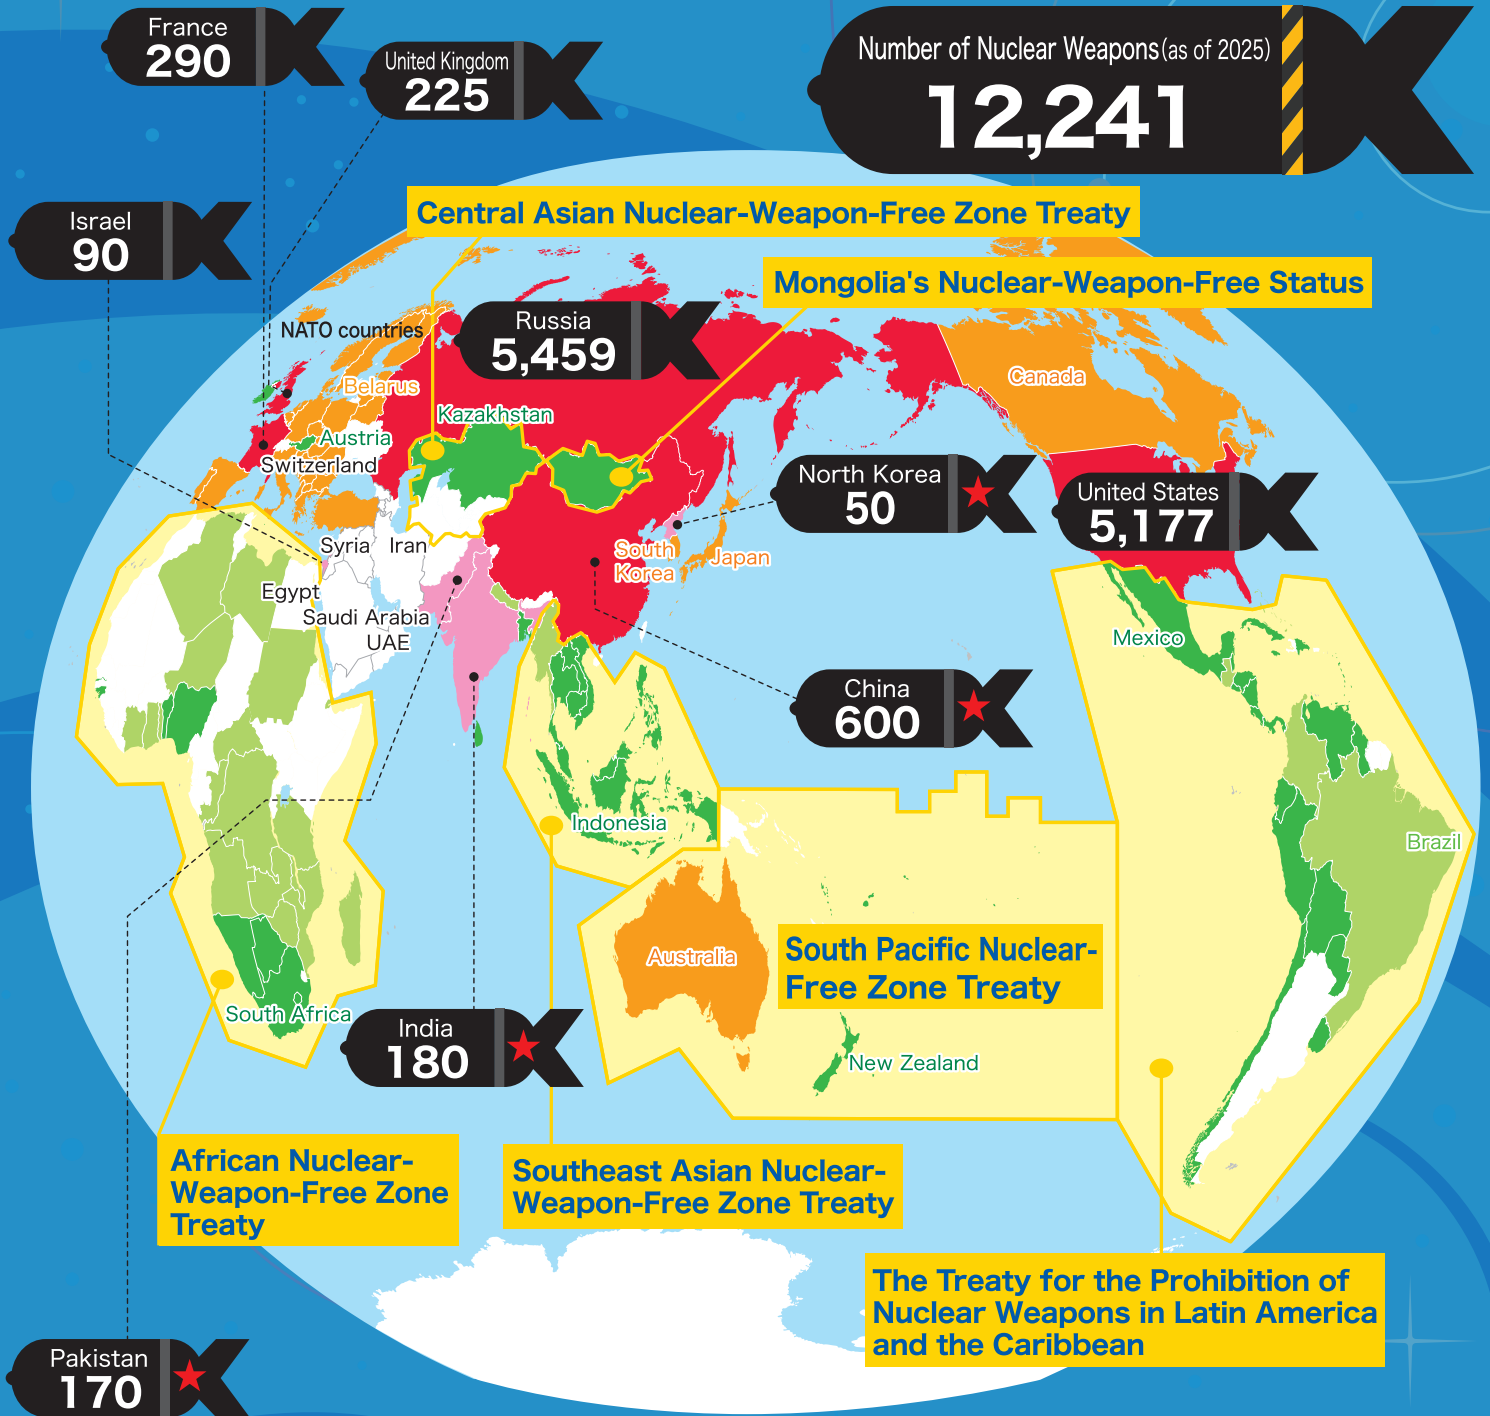 France
290
United Kingdom
225
Number of Nuclear Weapons(as of 2025)
12,241
Israel
90
Central Asian Nuclear-Weapon-Free Zone Treaty
Mongolia's Nuclear-Weapon-Free Status
NATO countries
Russia
5,459
Belarus
Canada
Kazakhstan
Austria
Switzerland
North Korea
50
United States
5,177
Syria
Iran
South
Korea
Japan
Egypt
Saudi Arabia
UAE
Mexico
China
600
Indonesia
Brazil
Australia
South Pacific Nuclear-
Free Zone Treaty
South Africa
India
180
New Zealand
African Nuclear-
Weapon-Free Zone
Treaty
Southeast Asian Nuclear-
Weapon-Free Zone Treaty
The Treaty for the Prohibition of
Nuclear Weapons in Latin America
and the Caribbean
Pakistan
170